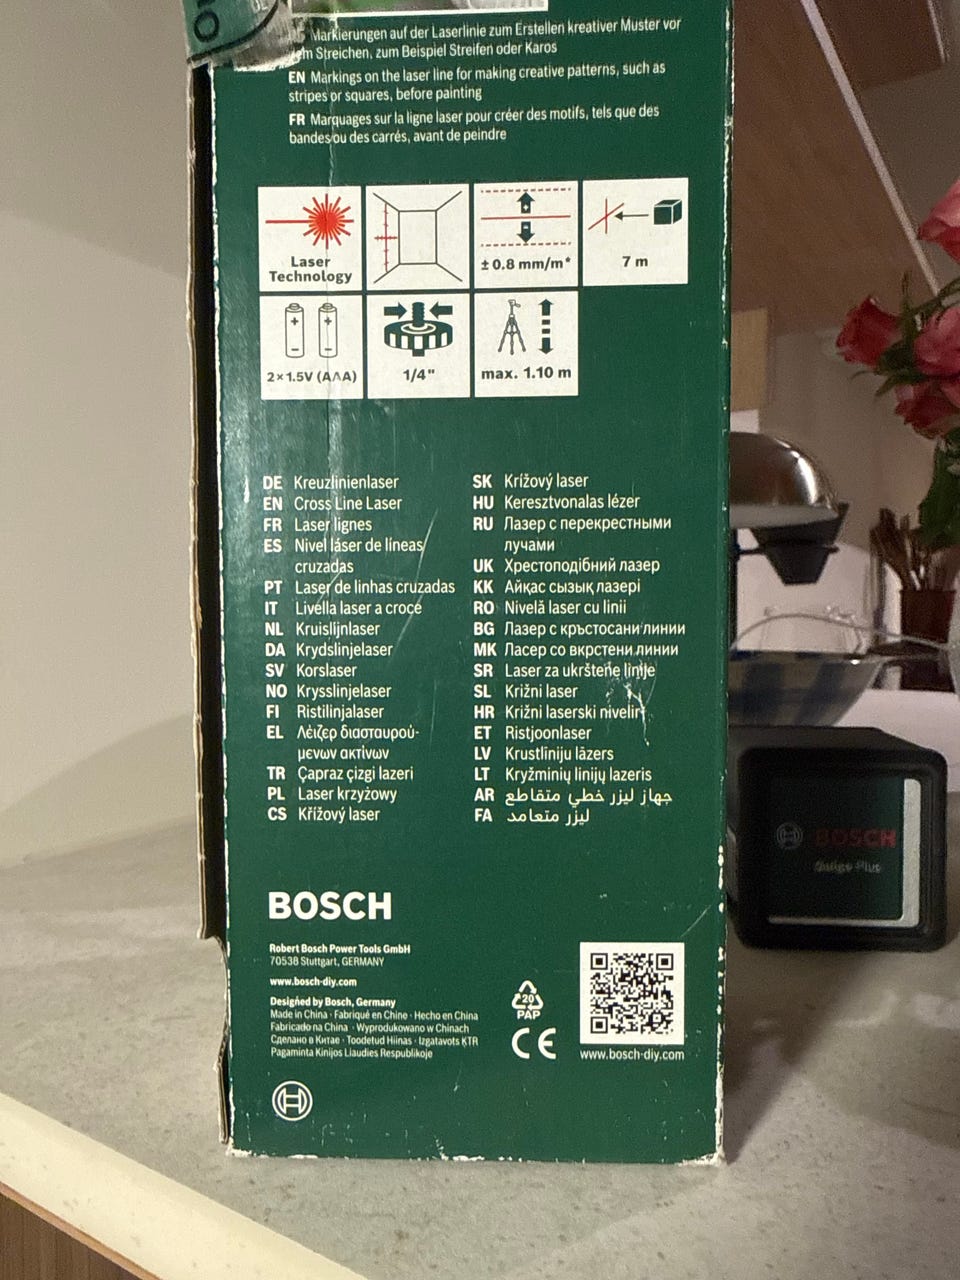 Markierungen auf der Laserlinie zum Erstellen kreativer Muster vor
dem Streichen, zum Beispiel Streifen oder Karos
EN Markings on the laser line for making creative patterns, such as
stripes or squares, before painting
FR Marquages sur la ligne laser pour créer des motifs, tels que des
bandes ou des carrés, avant de peindre
Laser
Technology
± 0.8 mm/m*
7 m
2×1.5V (AAA)
1/4"
max. 1.10 m
DE Kreuzlinienlaser
EN Cross Line Laser
FR Laser lignes
ES Nivel láser de líneas
cruzadas
PT Laser de linhas cruzadas
IT Livella laser a croce
NL Kruislijnlaser
DA Krydslinjelaser
SV Korslaser
NO Krysslinjelaser
FI Ristilinjalaser
EL Λέιζερ διασταυρού-
μενων ακτίνων
TR Çapraz çizgi lazeri
PL Laser krzyżowy
CS Křížový laser
SK Krížový laser
HU Keresztvonalas lézer
RU Лазер с перекрестными
лучами
UK Хрестоподібний лазер
KK Айқас сызық лазері
RO Nivelă laser cu linii
BG Лазер с кръстосани линии
MK Ласер со вкрстени линии
SR Laser za ukrštene linije
SL Križni laser
HR Križni laserski nivelir
ET Ristjoonlaser
LV Krustlīniju lāzers
LT Kryžminių linijų lazeris
AR جهاز ليزر خطي متقاطع
FA ليزر متعامد
BOSCH
Robert Bosch Power Tools GmbH
70538 Stuttgart, GERMANY
www.bosch-diy.com
Designed by Bosch, Germany
Made in China · Fabriqué en Chine · Hecho en China
Fabricado na China · Wyprodukowano w Chinach
Сделано в Китае · Toodetud Hiinas · Izgatavots ĶTR
Pagaminta Kinijos Liaudies Respublikoje
20
PAP
CE
www.bosch-diy.com
BOSCH
Quigo Plus